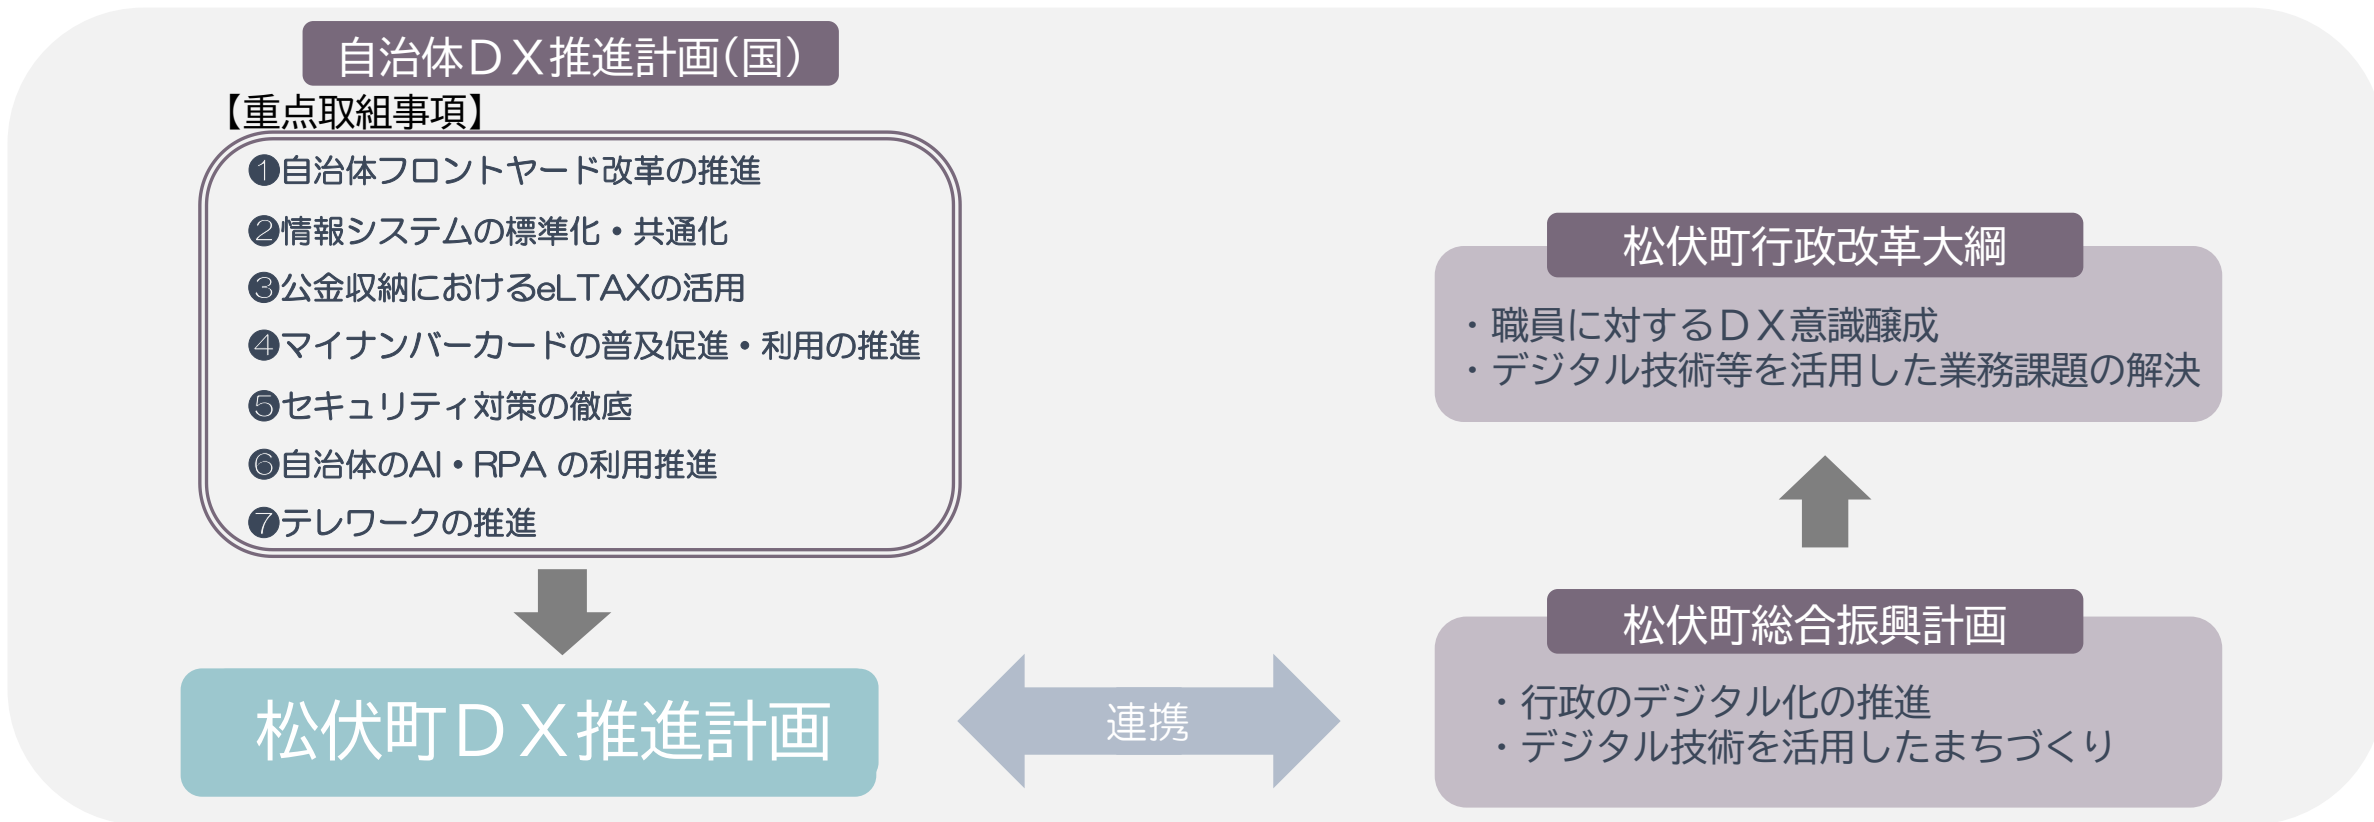 自治体ＤＸ推進計画（国）
【重点取組事項】
❶自治体フロントヤード改革の推進
❷情報システムの標準化・共通化
❸公金収納におけるeLTAXの活用
❹マイナンバーカードの普及促進・利用の推進
❺セキュリティ対策の徹底
❻自治体のAI・RPA の利用推進
❼テレワークの推進
松伏町ＤＸ推進計画
連携
松伏町行政改革大綱
・職員に対するＤＸ意識醸成
・デジタル技術等を活用した業務課題の解決
松伏町総合振興計画
・行政のデジタル化の推進
・デジタル技術を活用したまちづくり